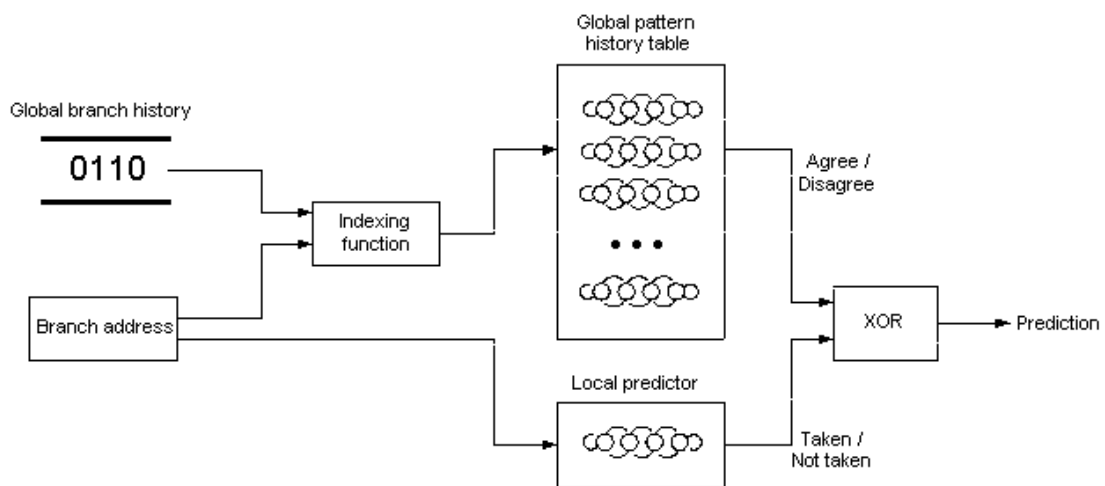 Global pattern
history table
Global branch history
0110
Agree /
Disagree
Indexing
function
Branch address
XOR
Prediction
Local predictor
Taken /
Not taken